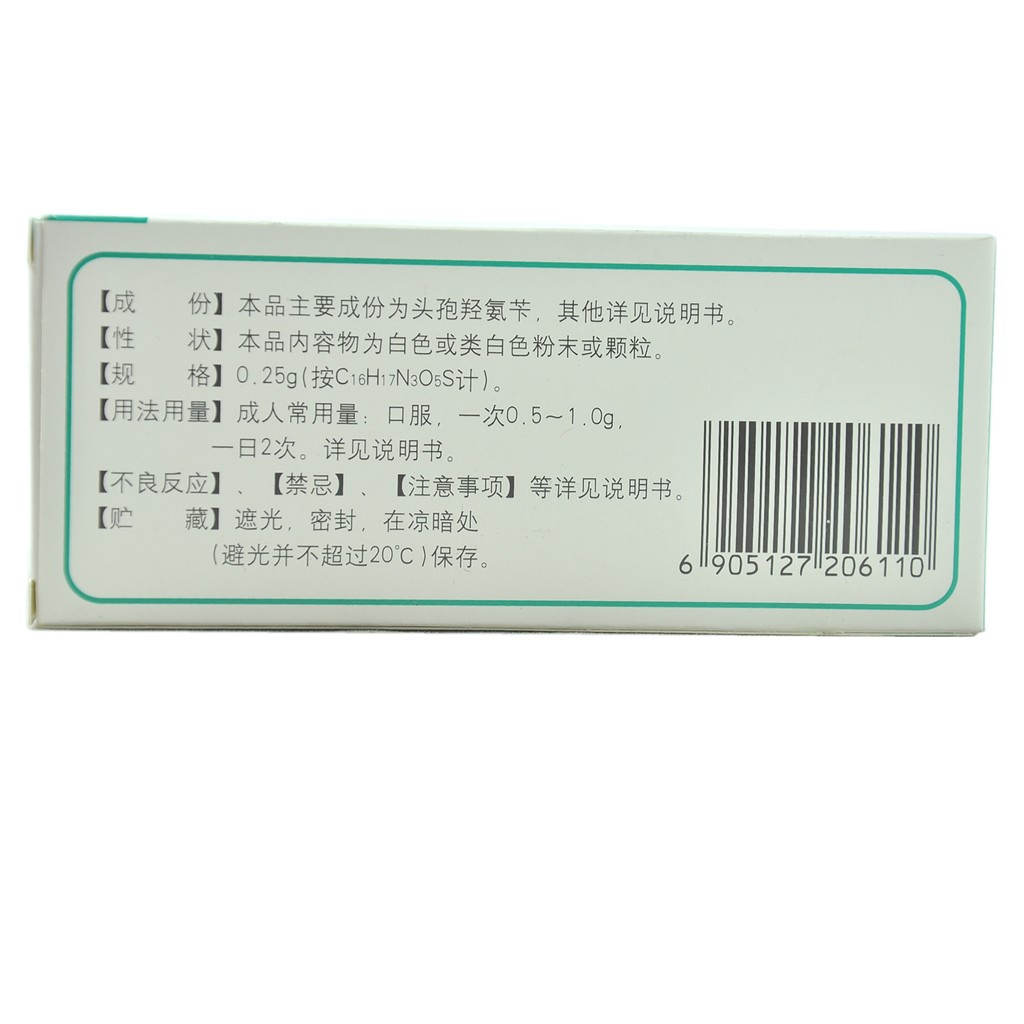 【成　　份】本品主要成份为头孢羟氨苄，其他详见说明书。
【性　　状】本品内容物为白色或类白色粉末或颗粒。
【规　　格】0.25g(按C16H17N3O5S计)。
【用法用量】成人常用量：口服，一次0.5～1.0g，
一日2次。详见说明书。
【不良反应】、【禁忌】、【注意事项】等详见说明书。
【贮　　藏】遮光，密封，在凉暗处
(避光并不超过20℃)保存。
6 905127 206110